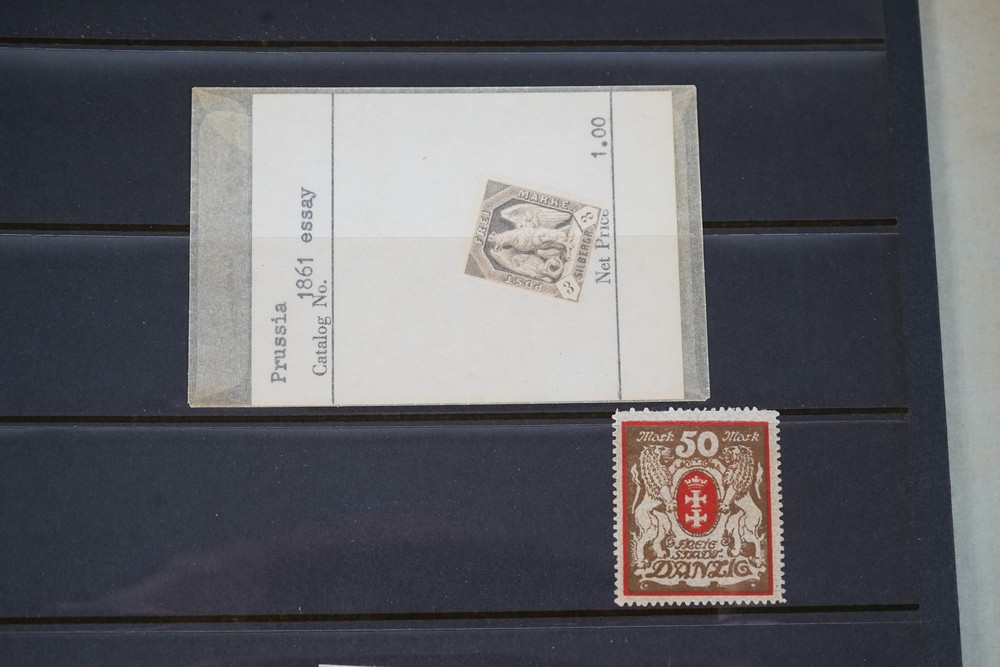 Prussia
1861 essay
Catalog No.
1.00
Net Price
FREI
MARKE.
3
SILBERGR.
3
POST
Mark 50 Mark
FREIE
STADT
DANZIG